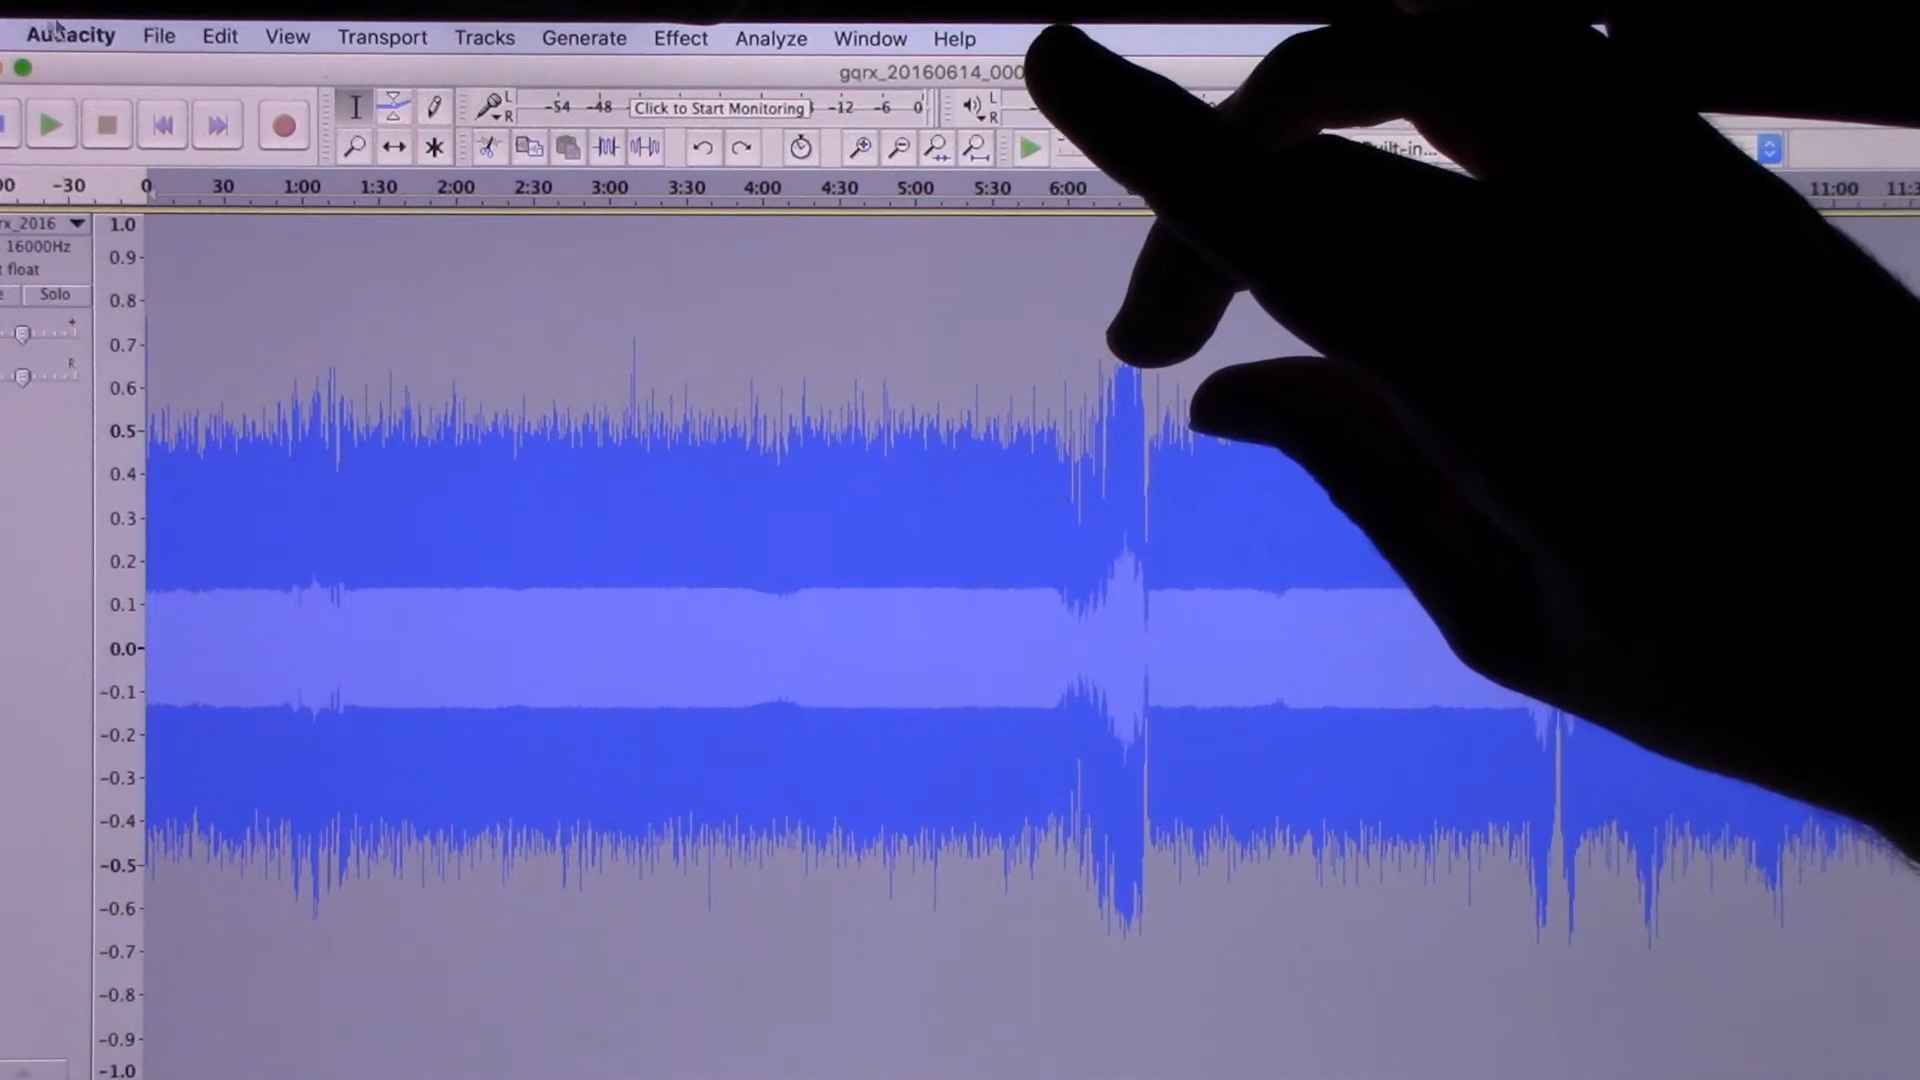 Audacity File Edit View Transport Tracks Generate Effect Analyze Window Help
gqrx_20160614_000
L
R
-54 -48 Click to Start Monitoring -12 -6 0
L
R
-30 0 30 1:00 1:30 2:00 2:30 3:00 3:30 4:00 4:30 5:00 5:30 6:00 11:00 11:3
rx_2016
16000Hz
float
Solo
+
R
1.0
0.9
0.8
0.7
0.6
0.5
0.4
0.3
0.2
0.1
0.0
-0.1
-0.2
-0.3
-0.4
-0.5
-0.6
-0.7
-0.8
-0.9
-1.0